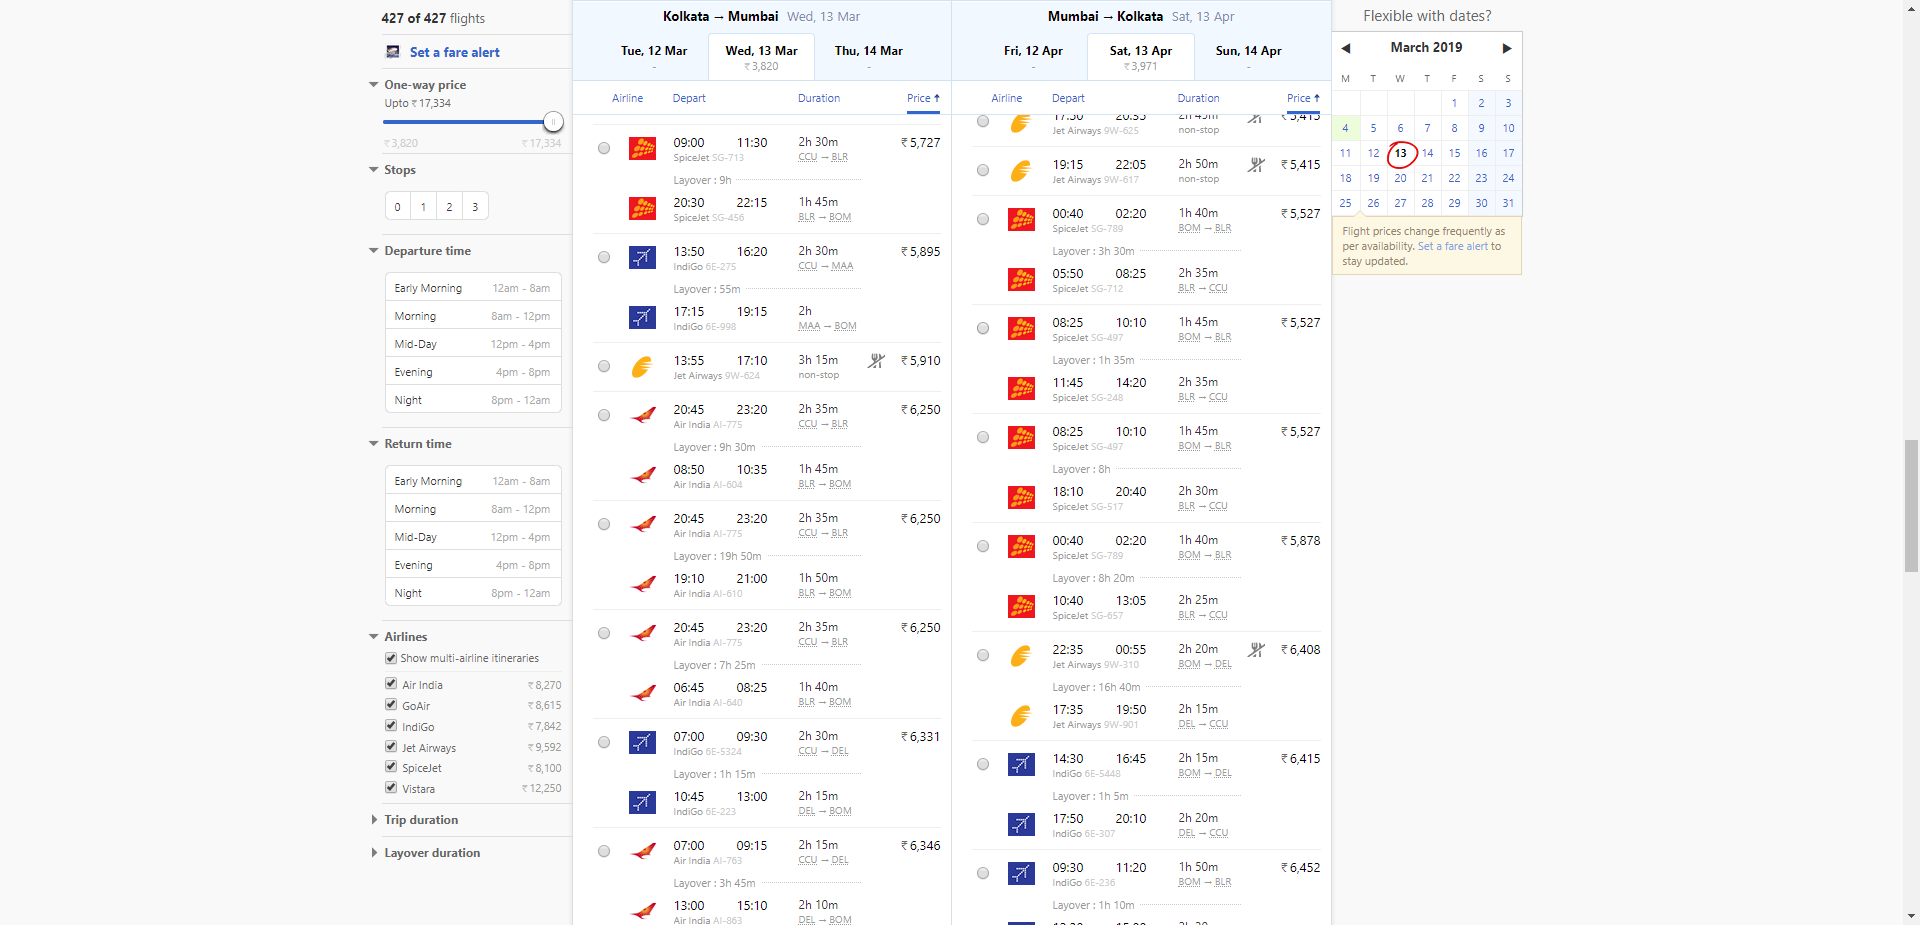 427 of 427 flights
Set a fare alert
One-way price
Upto ₹ 17,334
₹ 3,820 ₹ 17,334
Stops
0 1 2 3
Departure time
Early Morning 12am - 8am
Morning 8am - 12pm
Mid-Day 12pm - 4pm
Evening 4pm - 8pm
Night 8pm - 12am
Return time
Early Morning 12am - 8am
Morning 8am - 12pm
Mid-Day 12pm - 4pm
Evening 4pm - 8pm
Night 8pm - 12am
Airlines
Show multi-airline itineraries
Air India ₹ 8,270
GoAir ₹ 8,615
IndiGo ₹ 7,842
Jet Airways ₹ 9,592
SpiceJet ₹ 8,100
Vistara ₹ 12,250
Trip duration
Layover duration
Kolkata → Mumbai Wed, 13 Mar
Tue, 12 Mar Wed, 13 Mar Thu, 14 Mar
- ₹ 3,820 -
Airline Depart Duration Price ↑
09:00 11:30 2h 30m ₹ 5,727
SpiceJet SG-713 CCU → BLR
Layover : 9h
20:30 22:15 1h 45m
SpiceJet SG-456 BLR → BOM
13:50 16:20 2h 30m ₹ 5,895
IndiGo 6E-275 CCU → MAA
Layover : 55m
17:15 19:15 2h
IndiGo 6E-998 MAA → BOM
13:55 17:10 3h 15m ₹ 5,910
Jet Airways 9W-624 non-stop
20:45 23:20 2h 35m ₹ 6,250
Air India AI-775 CCU → BLR
Layover : 9h 30m
08:50 10:35 1h 45m
Air India AI-604 BLR → BOM
20:45 23:20 2h 35m ₹ 6,250
Air India AI-775 CCU → BLR
Layover : 19h 50m
19:10 21:00 1h 50m
Air India AI-610 BLR → BOM
20:45 23:20 2h 35m ₹ 6,250
Air India AI-775 CCU → BLR
Layover : 7h 25m
06:45 08:25 1h 40m
Air India AI-640 BLR → BOM
07:00 09:30 2h 30m ₹ 6,331
IndiGo 6E-5324 CCU → DEL
Layover : 1h 15m
10:45 13:00 2h 15m
IndiGo 6E-223 DEL → BOM
07:00 09:15 2h 15m ₹ 6,346
Air India AI-763 CCU → DEL
Layover : 3h 45m
13:00 15:10 2h 10m
Air India AI-863 DEL → BOM
Mumbai → Kolkata Sat, 13 Apr
Fri, 12 Apr Sat, 13 Apr Sun, 14 Apr
- ₹ 3,971 -
Airline Depart Duration Price ↑
17:50 20:35 2h 45m ₹ 5,415
Jet Airways 9W-625 non-stop
19:15 22:05 2h 50m ₹ 5,415
Jet Airways 9W-617 non-stop
00:40 02:20 1h 40m ₹ 5,527
SpiceJet SG-789 BOM → BLR
Layover : 3h 30m
05:50 08:25 2h 35m
SpiceJet SG-712 BLR → CCU
08:25 10:10 1h 45m ₹ 5,527
SpiceJet SG-497 BOM → BLR
Layover : 1h 35m
11:45 14:20 2h 35m
SpiceJet SG-248 BLR → CCU
08:25 10:10 1h 45m ₹ 5,527
SpiceJet SG-497 BOM → BLR
Layover : 8h
18:10 20:40 2h 30m
SpiceJet SG-517 BLR → CCU
00:40 02:20 1h 40m ₹ 5,878
SpiceJet SG-789 BOM → BLR
Layover : 8h 20m
10:40 13:05 2h 25m
SpiceJet SG-657 BLR → CCU
22:35 00:55 2h 20m ₹ 6,408
Jet Airways 9W-310 BOM → DEL
Layover : 16h 40m
17:35 19:50 2h 15m
Jet Airways 9W-901 DEL → CCU
14:30 16:45 2h 15m ₹ 6,415
IndiGo 6E-5448 BOM → DEL
Layover : 1h 5m
17:50 20:10 2h 20m
IndiGo 6E-307 DEL → CCU
09:30 11:20 1h 50m ₹ 6,452
IndiGo 6E-236 BOM → BLR
Layover : 1h 10m
Flexible with dates?
March 2019
M T W T F S S
1 2 3
4 5 6 7 8 9 10
11 12 13 14 15 16 17
18 19 20 21 22 23 24
25 26 27 28 29 30 31
Flight prices change frequently as
per availability. Set a fare alert to
stay updated.